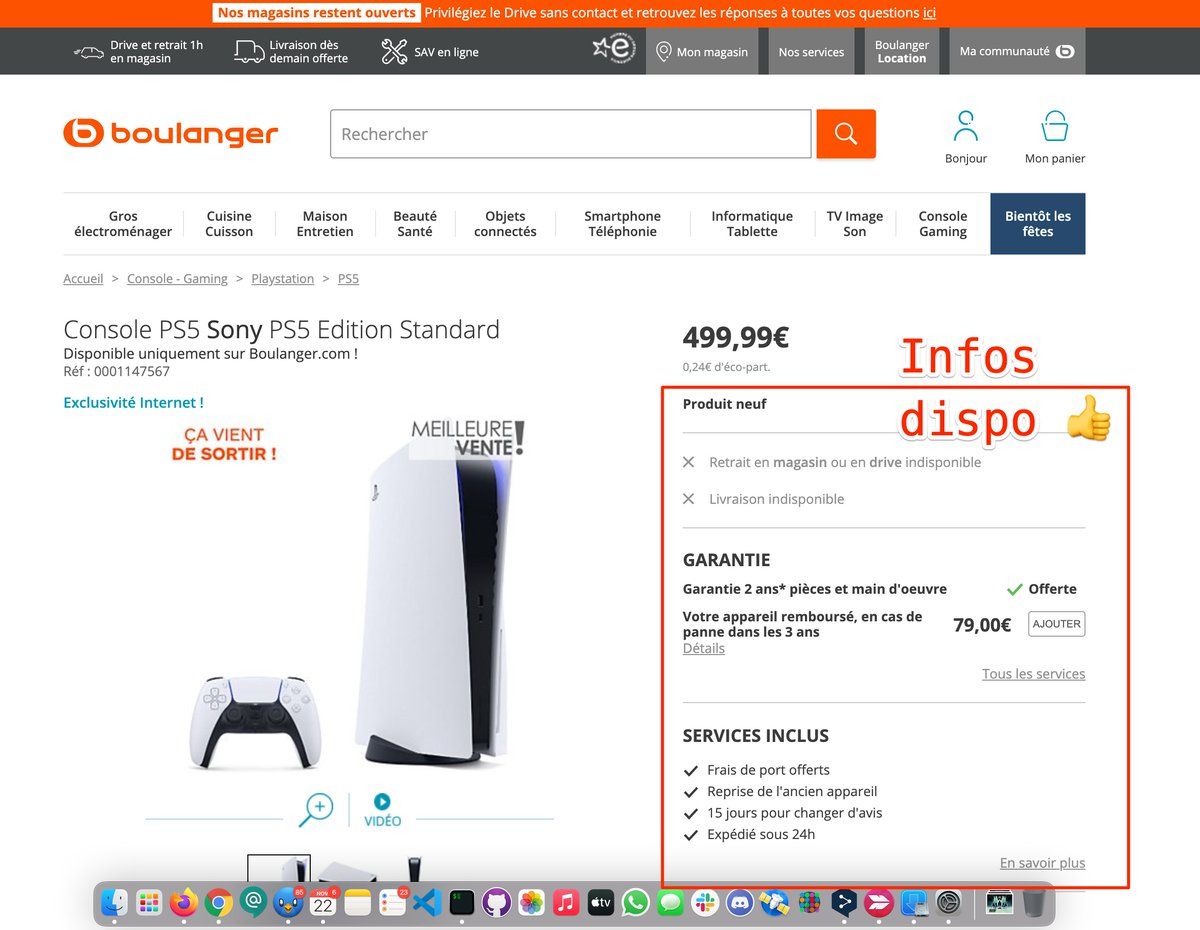 Nos magasins restent ouverts Privilégiez le Drive sans contact et retrouvez les réponses à toutes vos questions ici
Drive et retrait 1h
en magasin
Livraison dès
demain offerte
SAV en ligne
Mon magasin
Nos services
Boulanger
Location
Ma communauté
boulanger
Rechercher
Bonjour
Mon panier
Gros
électroménager
Cuisine
Cuisson
Maison
Entretien
Beauté
Santé
Objets
connectés
Smartphone
Téléphonie
Informatique
Tablette
TV Image
Son
Console
Gaming
Bientôt les
fêtes
Accueil > Console - Gaming > Playstation > PS5
Console PS5 Sony PS5 Edition Standard
Disponible uniquement sur Boulanger.com !
Réf : 0001147567
Exclusivité Internet !
ÇA VIENT
DE SORTIR !
MEILLEURE
VENTE !
VIDÉO
499,99€
0,24€ d'éco-part.
Infos
dispo 👍
Produit neuf
Retrait en magasin ou en drive indisponible
Livraison indisponible
GARANTIE
Garantie 2 ans* pièces et main d'oeuvre
Offerte
Votre appareil remboursé, en cas de
panne dans les 3 ans
79,00€
AJOUTER
Détails
Tous les services
SERVICES INCLUS
Frais de port offerts
Reprise de l'ancien appareil
15 jours pour changer d'avis
Expédié sous 24h
En savoir plus
85
NOV. 6
22
23
tv